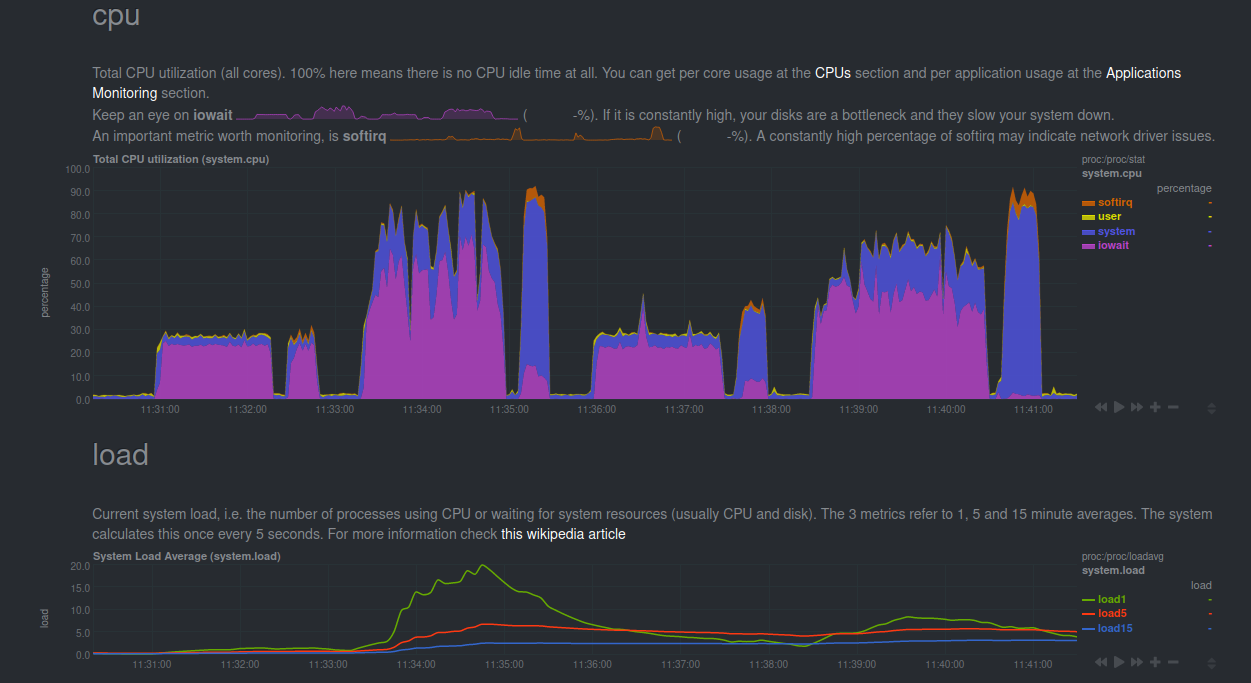 cpu
Total CPU utilization (all cores). 100% here means there is no CPU idle time at all. You can get per core usage at the CPUs section and per application usage at the Applications
Monitoring section.
Keep an eye on iowait ( -%). If it is constantly high, your disks are a bottleneck and they slow your system down.
An important metric worth monitoring, is softirq ( -%). A constantly high percentage of softirq may indicate network driver issues.
Total CPU utilization (system.cpu)
proc:/proc/stat
system.cpu
percentage
softirq -
user -
system -
iowait -
percentage
100.0
90.0
80.0
70.0
60.0
50.0
40.0
30.0
20.0
10.0
0.0
11:31:00 11:32:00 11:33:00 11:34:00 11:35:00 11:36:00 11:37:00 11:38:00 11:39:00 11:40:00 11:41:00
load
Current system load, i.e. the number of processes using CPU or waiting for system resources (usually CPU and disk). The 3 metrics refer to 1, 5 and 15 minute averages. The system
calculates this once every 5 seconds. For more information check this wikipedia article
System Load Average (system.load)
proc:/proc/loadavg
system.load
load
load1 -
load5 -
load15 -
load
20.0
15.0
10.0
5.0
0.0
11:31:00 11:32:00 11:33:00 11:34:00 11:35:00 11:36:00 11:37:00 11:38:00 11:39:00 11:40:00 11:41:00